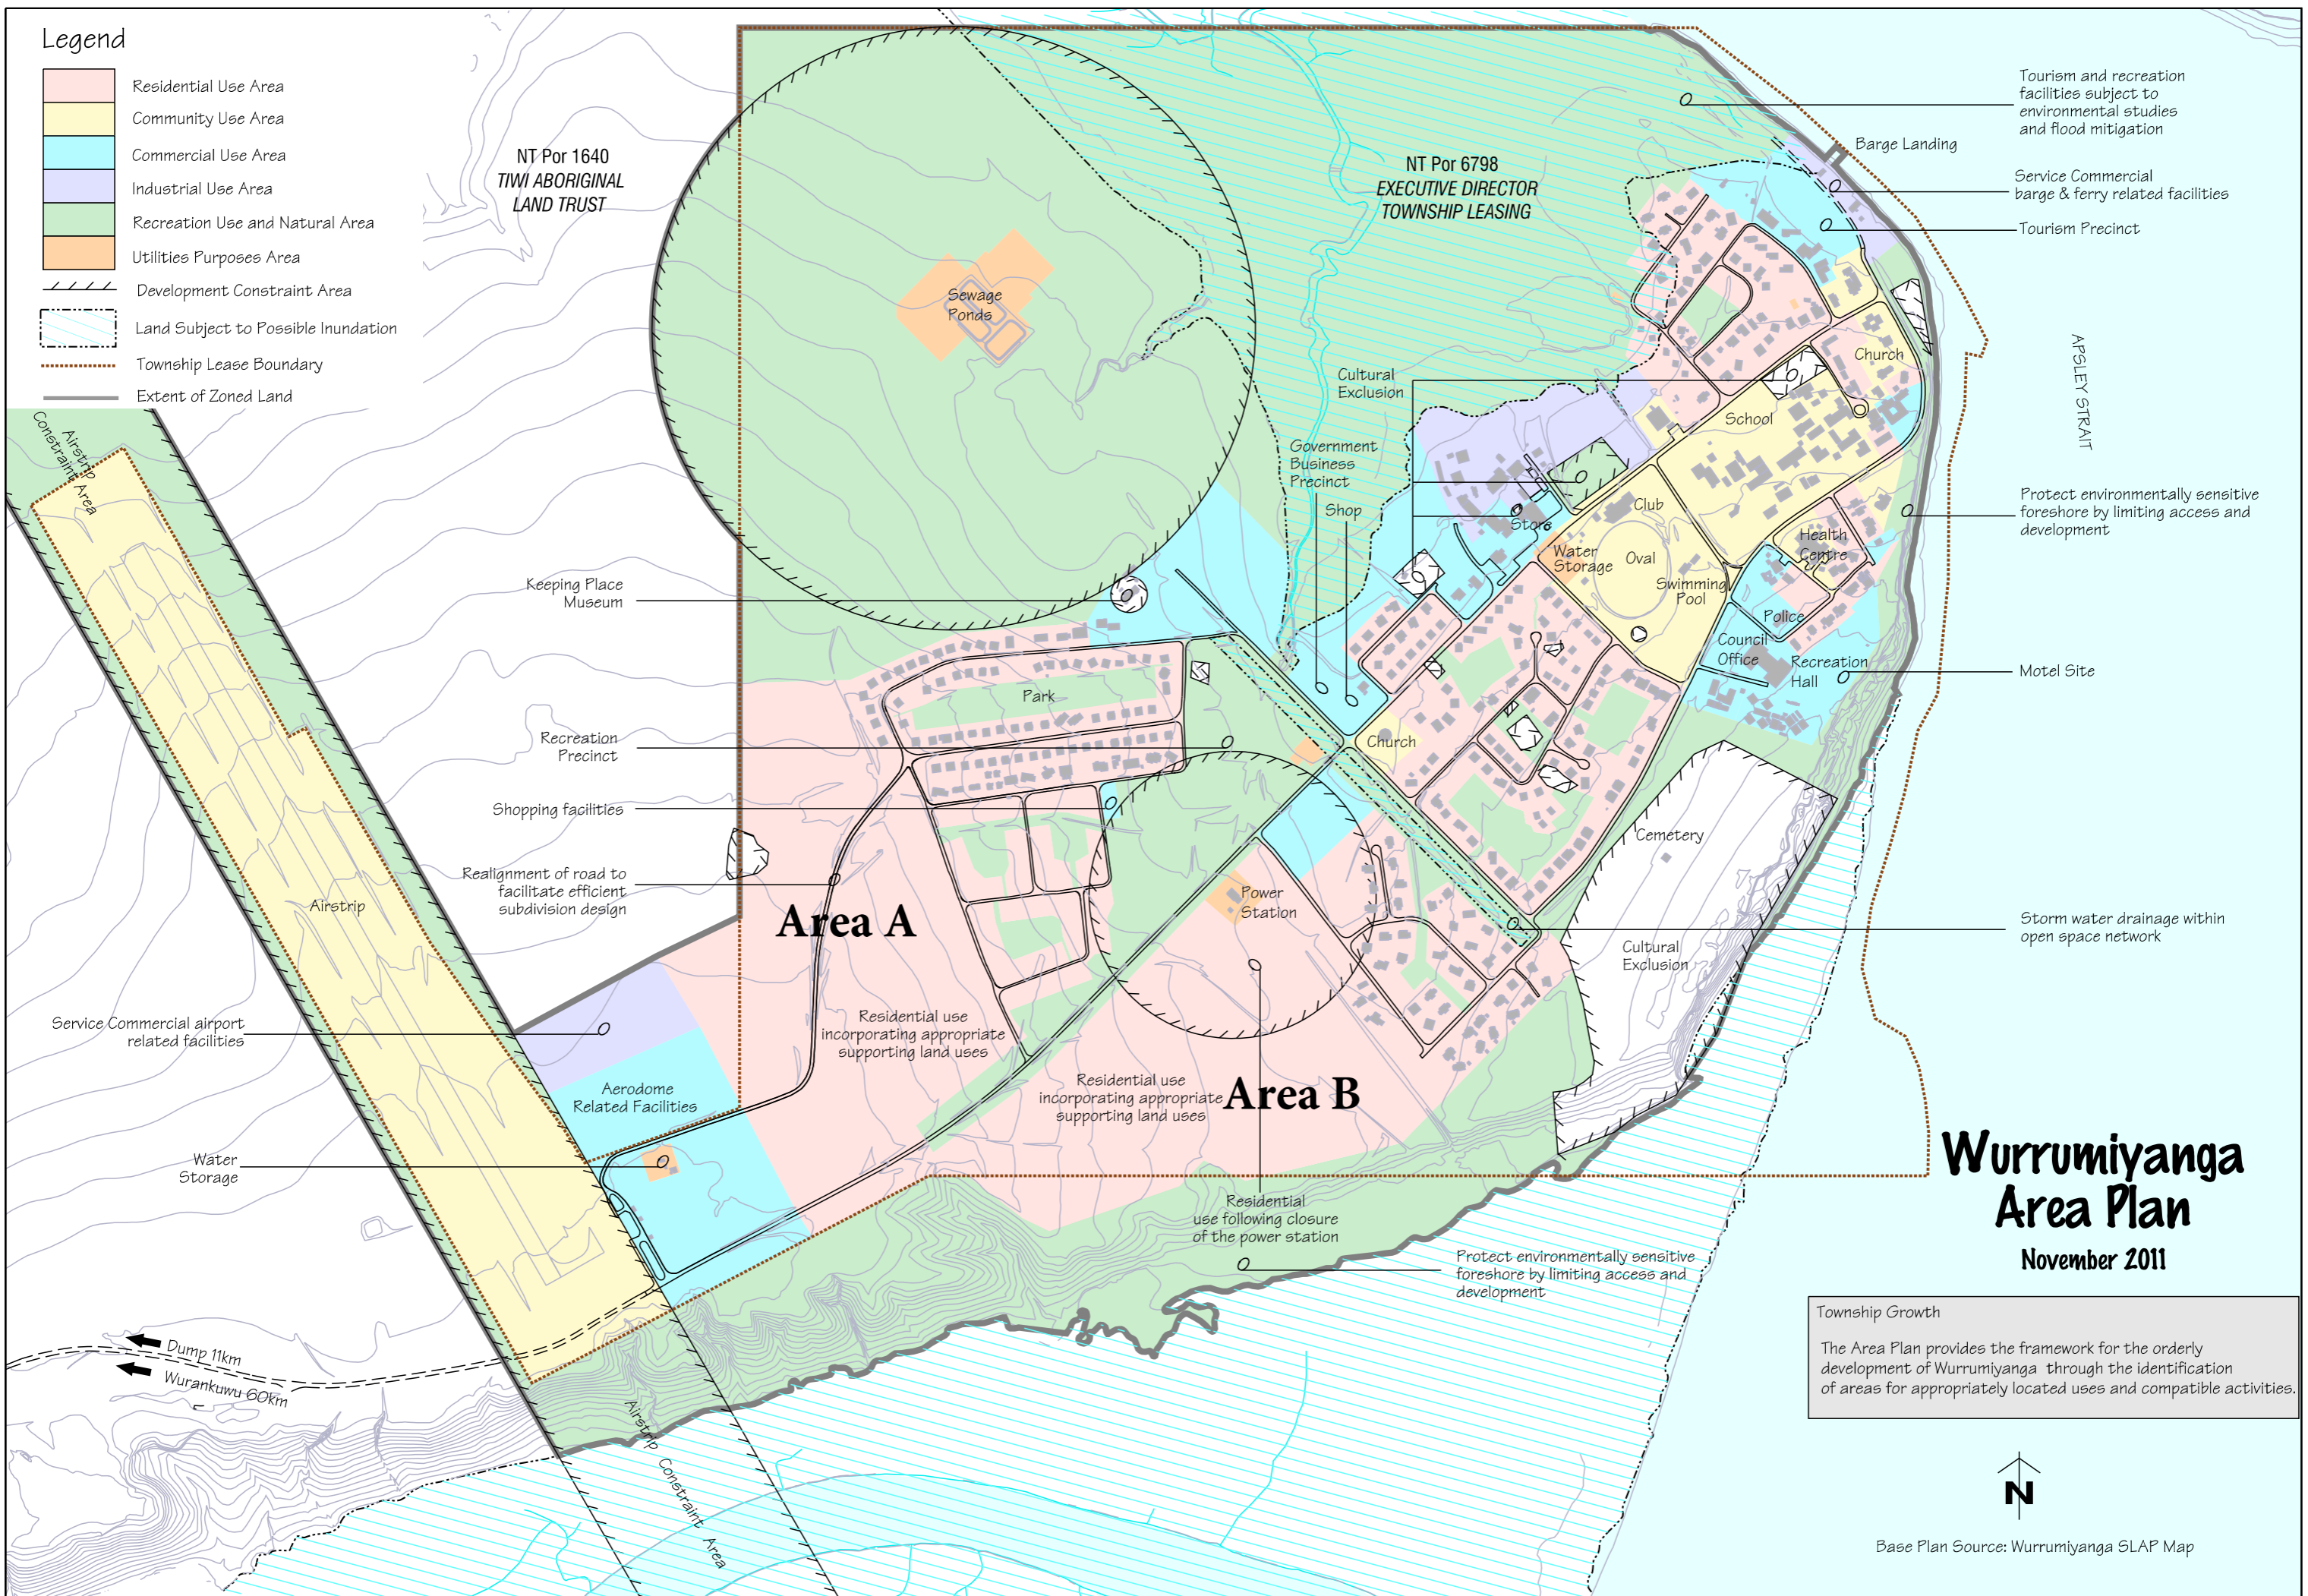 Legend
Residential Use Area
Community Use Area
Commercial Use Area
Industrial Use Area
Recreation Use and Natural Area
Utilities Purposes Area
Development Constraint Area
Land Subject to Possible Inundation
Township Lease Boundary
Extent of Zoned Land
NT Por 1640
TIWI ABORIGINAL
LAND TRUST
NT Por 6798
EXECUTIVE DIRECTOR
TOWNSHIP LEASING
Tourism and recreation
facilities subject to
environmental studies
and flood mitigation
Barge Landing
Service Commercial
barge & ferry related facilities
Tourism Precinct
APSLEY STRAIT
Sewage
Ponds
Church
Cultural
Exclusion
School
Government
Business
Precinct
Shop
Club
Store
Water
Storage
Oval
Swimming
Pool
Health
Centre
Police
Council
Office
Recreation
Hall
Protect environmentally sensitive
foreshore by limiting access and
development
Motel Site
Airstrip
Constraint Area
Keeping Place
Museum
Park
Recreation
Precinct
Church
Shopping facilities
Cemetery
Realignment of road to
facilitate efficient
subdivision design
Airstrip
Area A
Power
Station
Storm water drainage within
open space network
Cultural
Exclusion
Service Commercial airport
related facilities
Residential use
incorporating appropriate
supporting land uses
Aerodome
Related Facilities
Residential use
incorporating appropriate
supporting land uses
Area B
Water
Storage
Residential
use following closure
of the power station
Protect environmentally sensitive
foreshore by limiting access and
development
Wurrumiyanga
Area Plan
November 2011
Township Growth
The Area Plan provides the framework for the orderly
development of Wurrumiyanga through the identification
of areas for appropriately located uses and compatible activities.
Dump 11km
Wurankuwu 60km
Airstrip Constraint Area
N
Base Plan Source: Wurrumiyanga SLAP Map